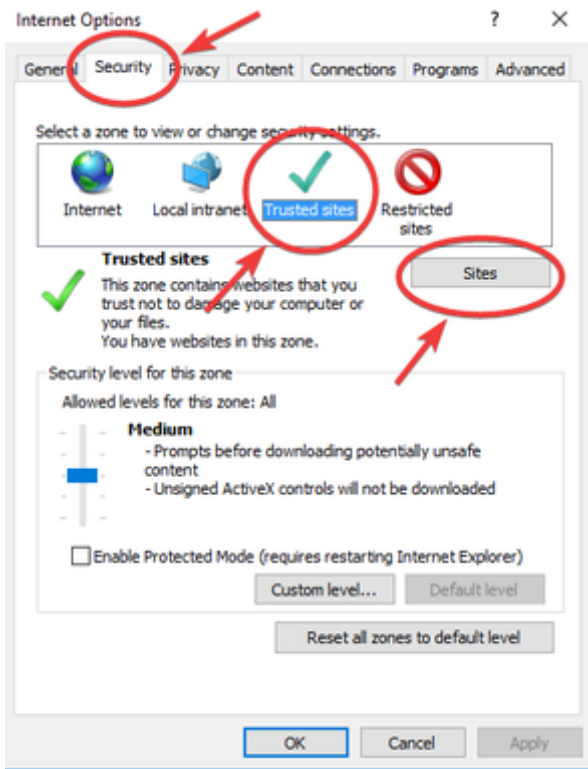 Internet Options
?
General Security Privacy Content Connections Programs Advanced
Select a zone to view or change security settings.
Internet
Local intranet
Trusted sites
Restricted
sites
Trusted sites
Sites
This zone contains websites that you
trust not to damage your computer or
your files.
You have websites in this zone.
Security level for this zone
Allowed levels for this zone: All
Medium
- Prompts before downloading potentially unsafe
content
- Unsigned ActiveX controls will not be downloaded
Enable Protected Mode (requires restarting Internet Explorer)
Custom level... Default level
Reset all zones to default level
OK Cancel Apply